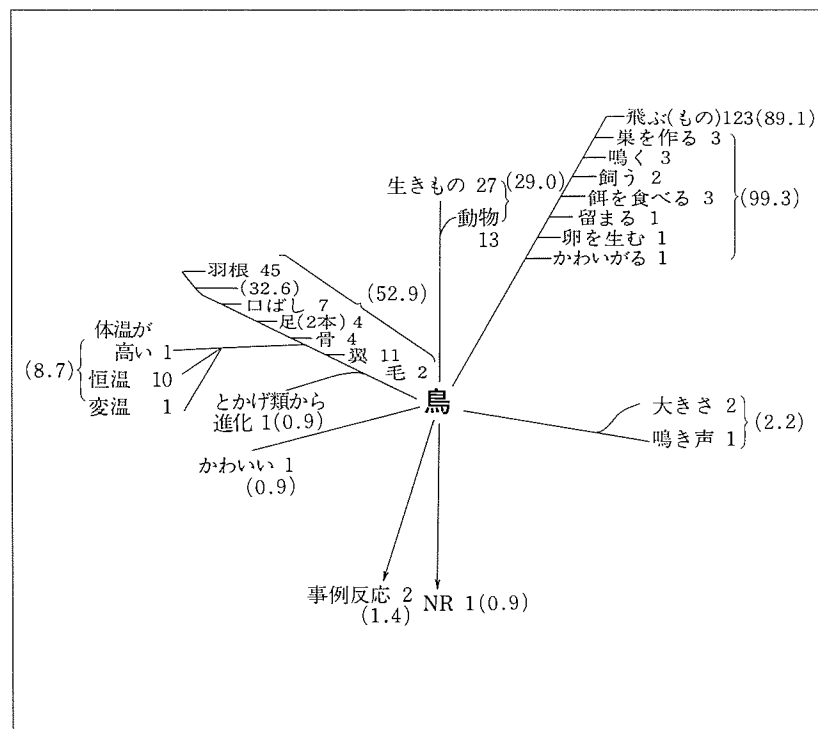 飛ぶ(もの)123(89.1)
巣を作る 3
鳴く 3
飼う 2
餌を食べる 3
留まる 1
卵を生む 1
かわいがる 1
(99.3)
生きもの 27
動物
13
(29.0)
羽根 45
(32.6)
口ばし 7
足(2本) 4
骨 4
翼 11
毛 2
(52.9)
体温が
高い 1
恒温 10
変温 1
(8.7)
とかげ類から
進化 1(0.9)
かわいい 1
(0.9)
鳥
大きさ 2
鳴き声 1
(2.2)
事例反応 2
(1.4)
NR 1(0.9)